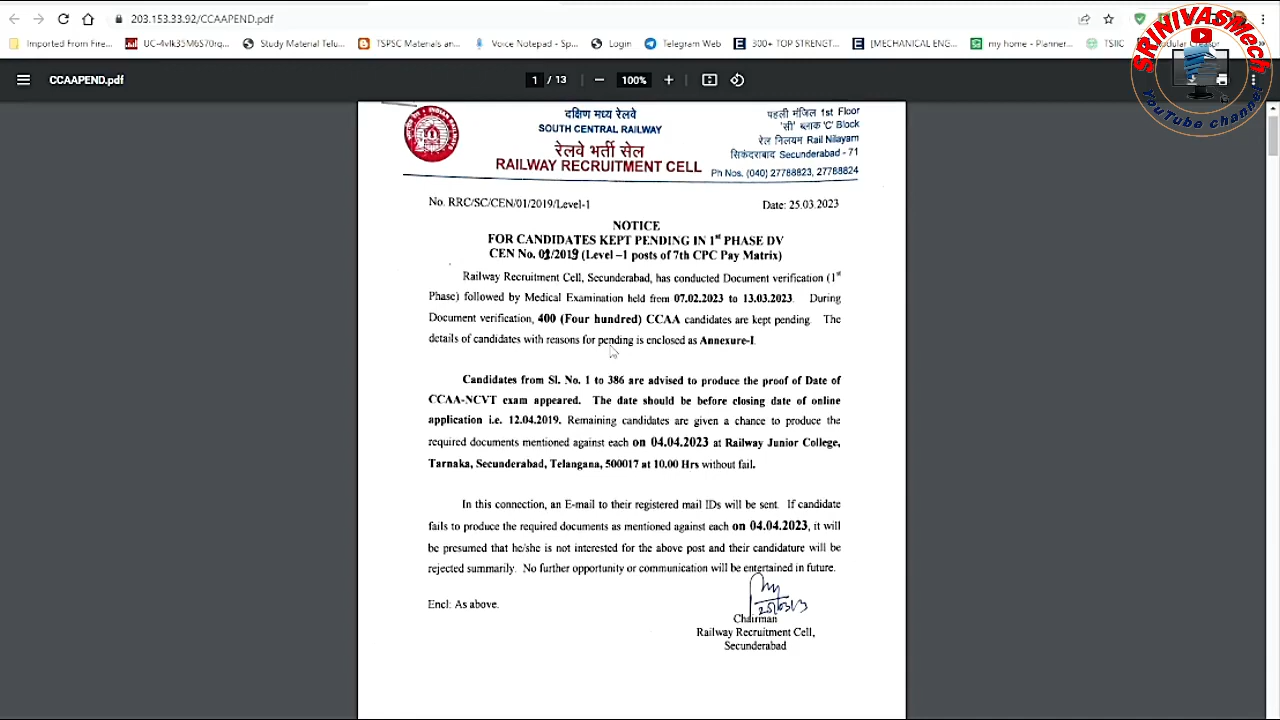 203.153.33.92/CCAAPEND.pdf
Imported From Fire... UC-4vlk35M6570rq... Study Material Telu... TSPSC Materials an... Voice Notepad - Sp... Login Telegram Web 300+ TOP STRENGT... [MECHANICAL ENG... my home - Planner... TSIIC
CCAAPEND.pdf 1 / 13 100%
SRINIVASMech
YouTube channel
दक्षिण मध्य रेलवे
SOUTH CENTRAL RAILWAY
रेलवे भर्ती सेल
RAILWAY RECRUITMENT CELL
पहली मंजिल 1st Floor
'सी' ब्लाक 'C' Block
रेल निलयम Rail Nilayam
सिकंदराबाद Secunderabad - 71
Ph Nos. (040) 27788823, 27788824
No. RRC/SC/CEN/01/2019/Level-1 Date: 25.03.2023
NOTICE
FOR CANDIDATES KEPT PENDING IN 1st PHASE DV
CEN No. 01/2019 (Level –1 posts of 7th CPC Pay Matrix)
Railway Recruitment Cell, Secunderabad, has conducted Document verification (1st
Phase) followed by Medical Examination held from 07.02.2023 to 13.03.2023. During
Document verification, 400 (Four hundred) CCAA candidates are kept pending. The
details of candidates with reasons for pending is enclosed as Annexure-I.
Candidates from Sl. No. 1 to 386 are advised to produce the proof of Date of
CCAA-NCVT exam appeared. The date should be before closing date of online
application i.e. 12.04.2019. Remaining candidates are given a chance to produce the
required documents mentioned against each on 04.04.2023 at Railway Junior College,
Tarnaka, Secunderabad, Telangana, 500017 at 10.00 Hrs without fail.
In this connection, an E-mail to their registered mail IDs will be sent. If candidate
fails to produce the required documents as mentioned against each on 04.04.2023, it will
be presumed that he/she is not interested for the above post and their candidature will be
rejected summarily. No further opportunity or communication will be entertained in future.
Encl: As above.
Chairman
Railway Recruitment Cell,
Secunderabad